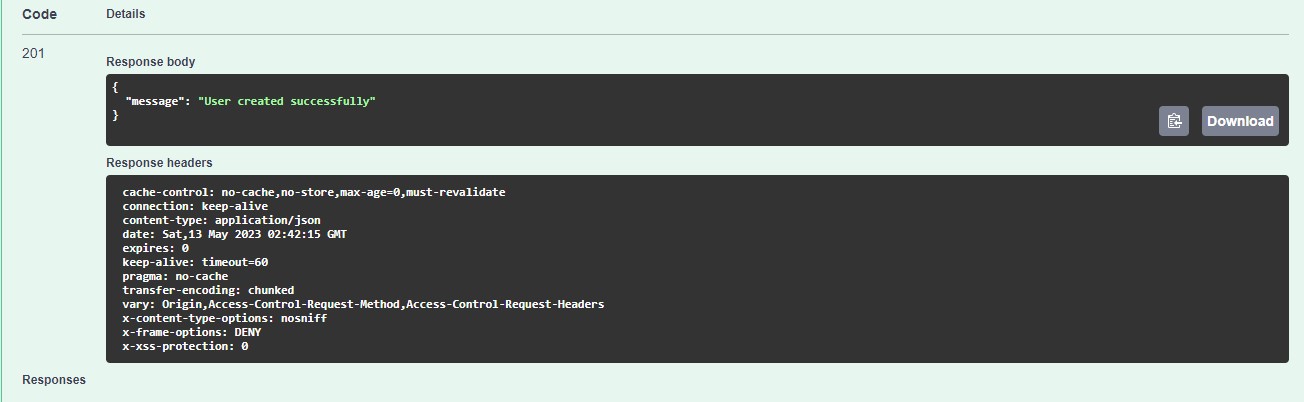 Code Details
201
Response body
{
"message": "User created successfully"
}
Download
Response headers
cache-control: no-cache,no-store,max-age=0,must-revalidate
connection: keep-alive
content-type: application/json
date: Sat,13 May 2023 02:42:15 GMT
expires: 0
keep-alive: timeout=60
pragma: no-cache
transfer-encoding: chunked
vary: Origin,Access-Control-Request-Method,Access-Control-Request-Headers
x-content-type-options: nosniff
x-frame-options: DENY
x-xss-protection: 0
Responses